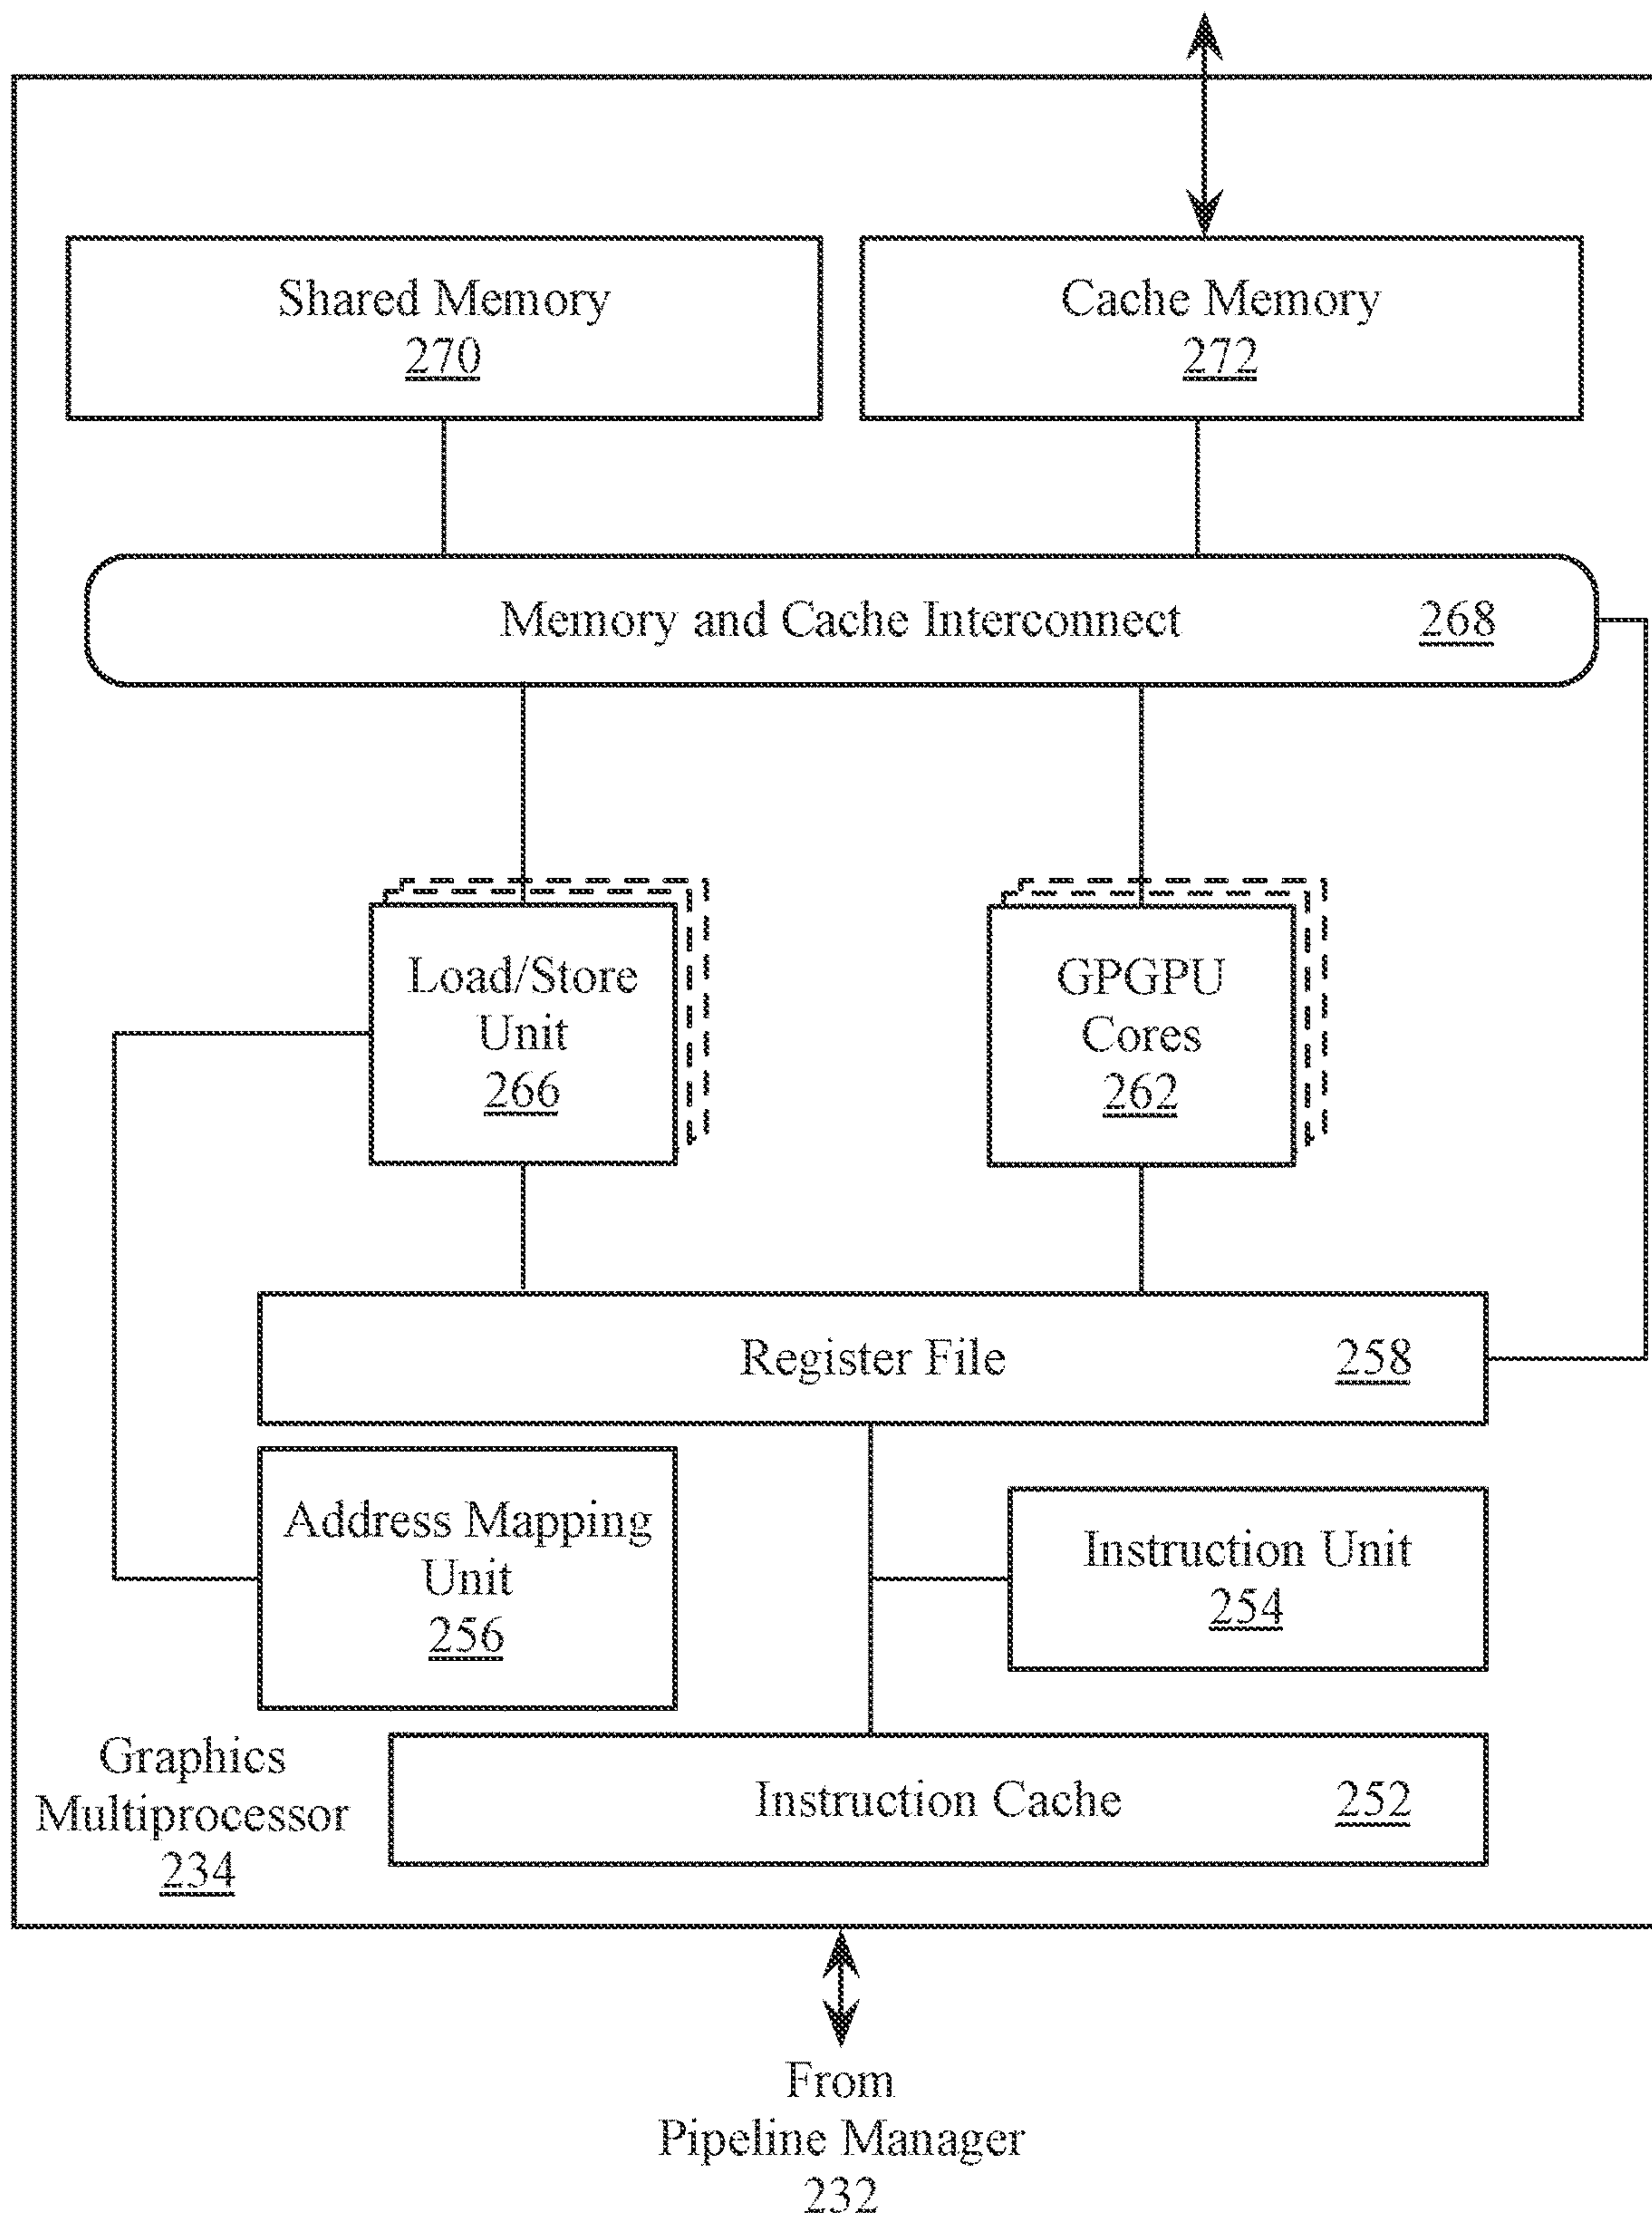 Shared Memory
270
Cache Memory
272
Memory and Cache Interconnect 268
Load/Store
Unit
266
GPGPU
Cores
262
Register File 258
Address Mapping
Unit
256
Instruction Unit
254
Graphics
Multiprocessor
234
Instruction Cache 252
From
Pipeline Manager
232